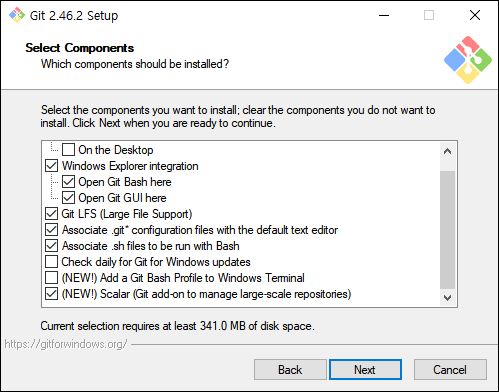 Git 2.46.2 Setup
Select Components
Which components should be installed?
Select the components you want to install; clear the components you do not want to
install. Click Next when you are ready to continue.
On the Desktop
Windows Explorer integration
Open Git Bash here
Open Git GUI here
Git LFS (Large File Support)
Associate .git* configuration files with the default text editor
Associate .sh files to be run with Bash
Check daily for Git for Windows updates
(NEW!) Add a Git Bash Profile to Windows Terminal
(NEW!) Scalar (Git add-on to manage large-scale repositories)
Current selection requires at least 341.0 MB of disk space.
https://gitforwindows.org/
Back Next Cancel